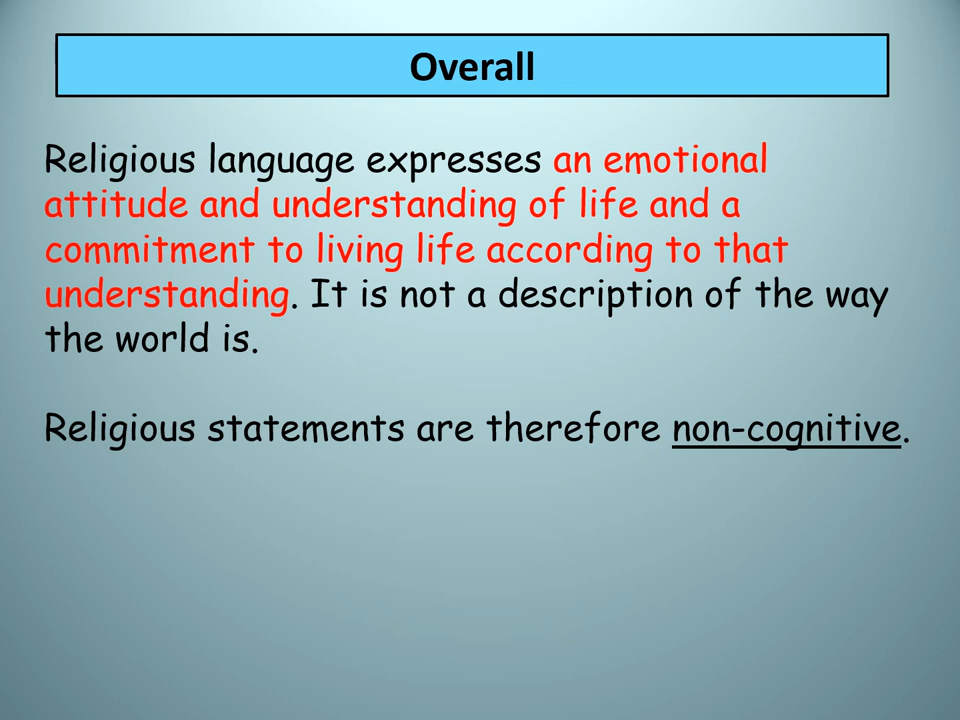 Overall
Religious language expresses an emotional
attitude and understanding of life and a
commitment to living life according to that
understanding. It is not a description of the way
the world is.
Religious statements are therefore non-cognitive.